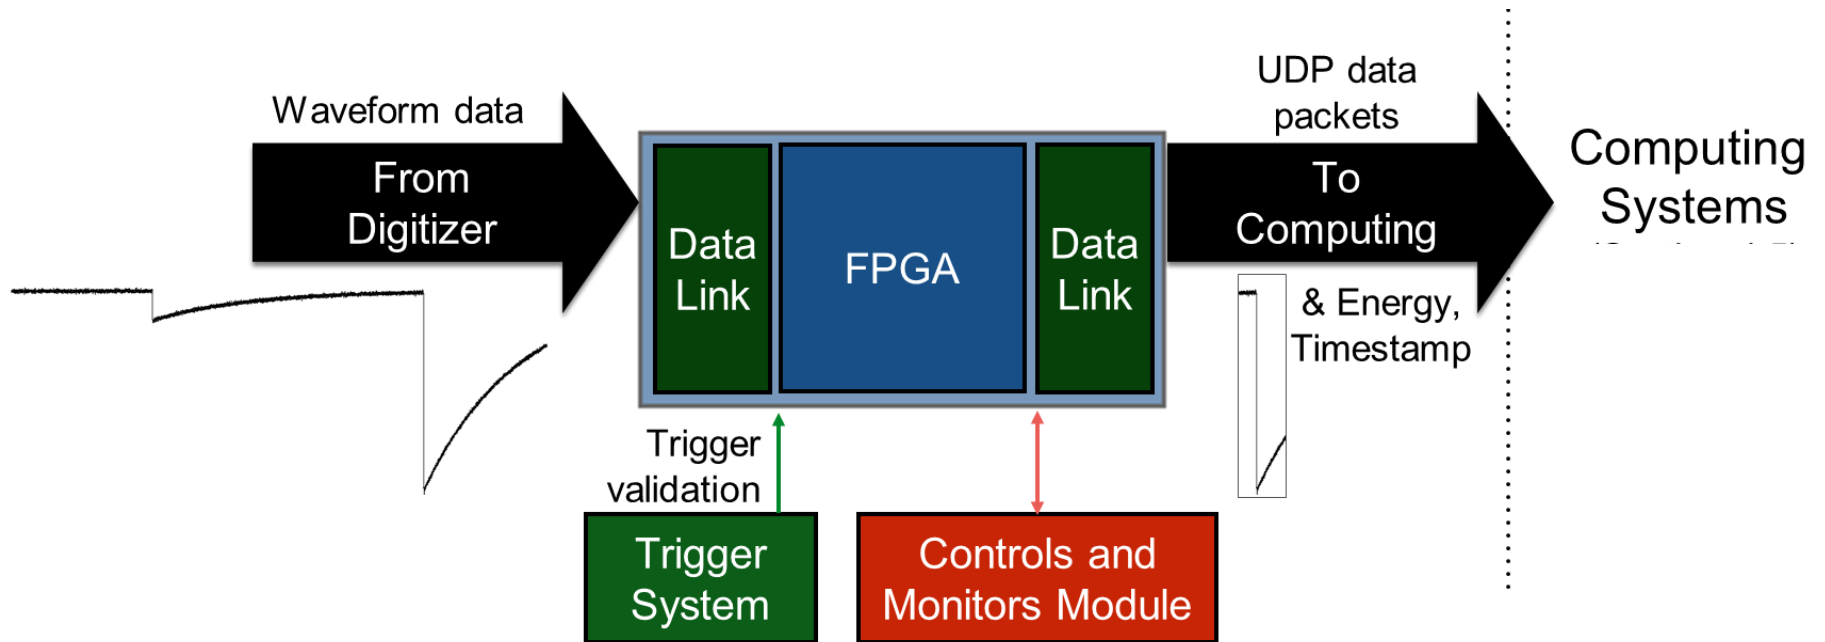 Waveform data
From
Digitizer
Data
Link
FPGA
Data
Link
UDP data
packets
To
Computing
& Energy,
Timestamp
Computing
Systems
Trigger
validation
Trigger
System
Controls and
Monitors Module